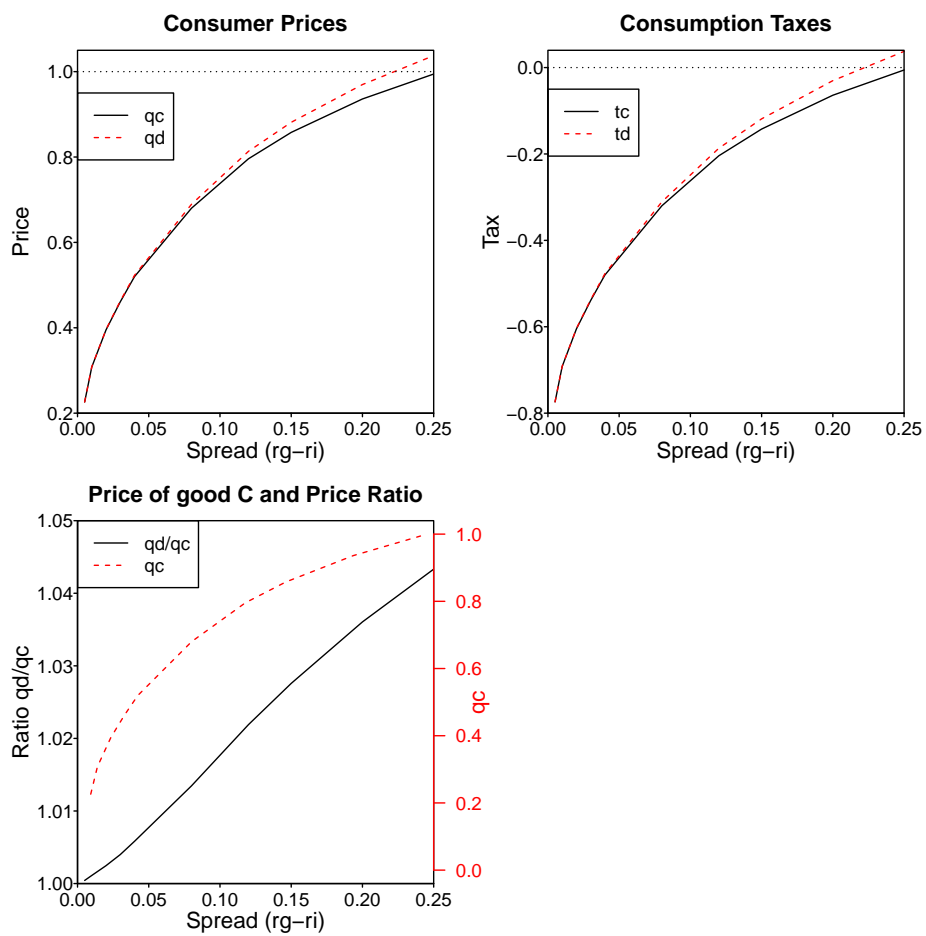 Consumer Prices
Price
1.0
0.8
0.6
0.4
0.2
qc
qd
0.00 0.05 0.10 0.15 0.20 0.25
Spread (rg−ri)
Consumption Taxes
Tax
0.0
−0.2
−0.4
−0.6
−0.8
tc
td
0.00 0.05 0.10 0.15 0.20 0.25
Spread (rg−ri)
Price of good C and Price Ratio
Ratio qd/qc
1.05
1.04
1.03
1.02
1.01
1.00
qd/qc
qc
1.0
0.8
0.6
0.4
0.2
0.0
qc
0.00 0.05 0.10 0.15 0.20 0.25
Spread (rg−ri)